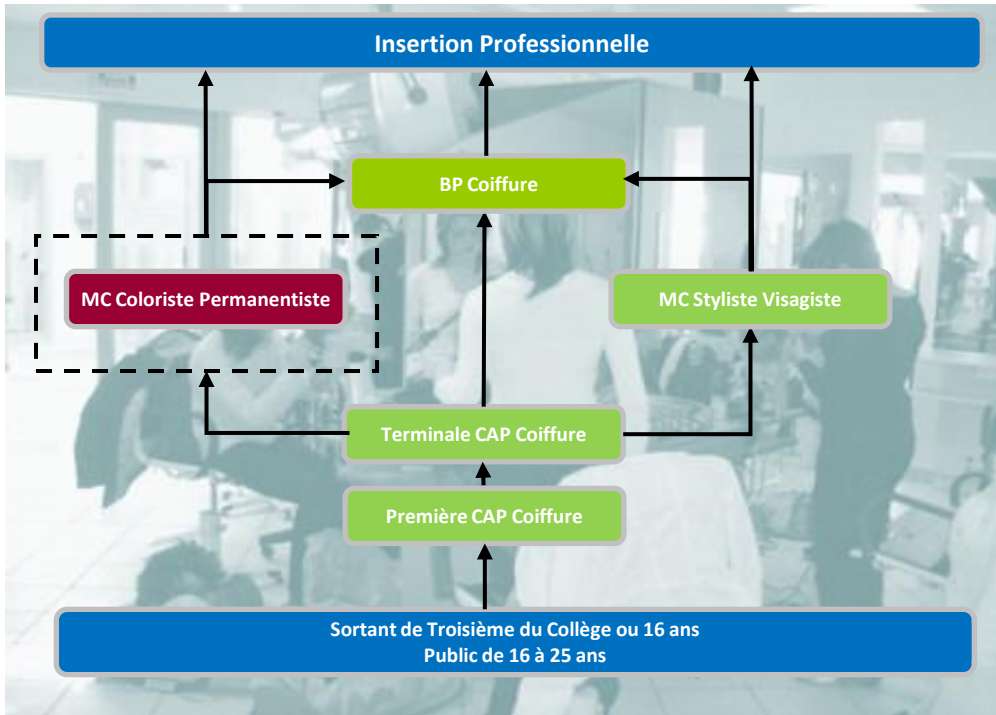 Insertion Professionnelle
BP Coiffure
MC Coloriste Permanentiste
MC Styliste Visagiste
Terminale CAP Coiffure
Première CAP Coiffure
Sortant de Troisième du Collège ou 16 ans
Public de 16 à 25 ans